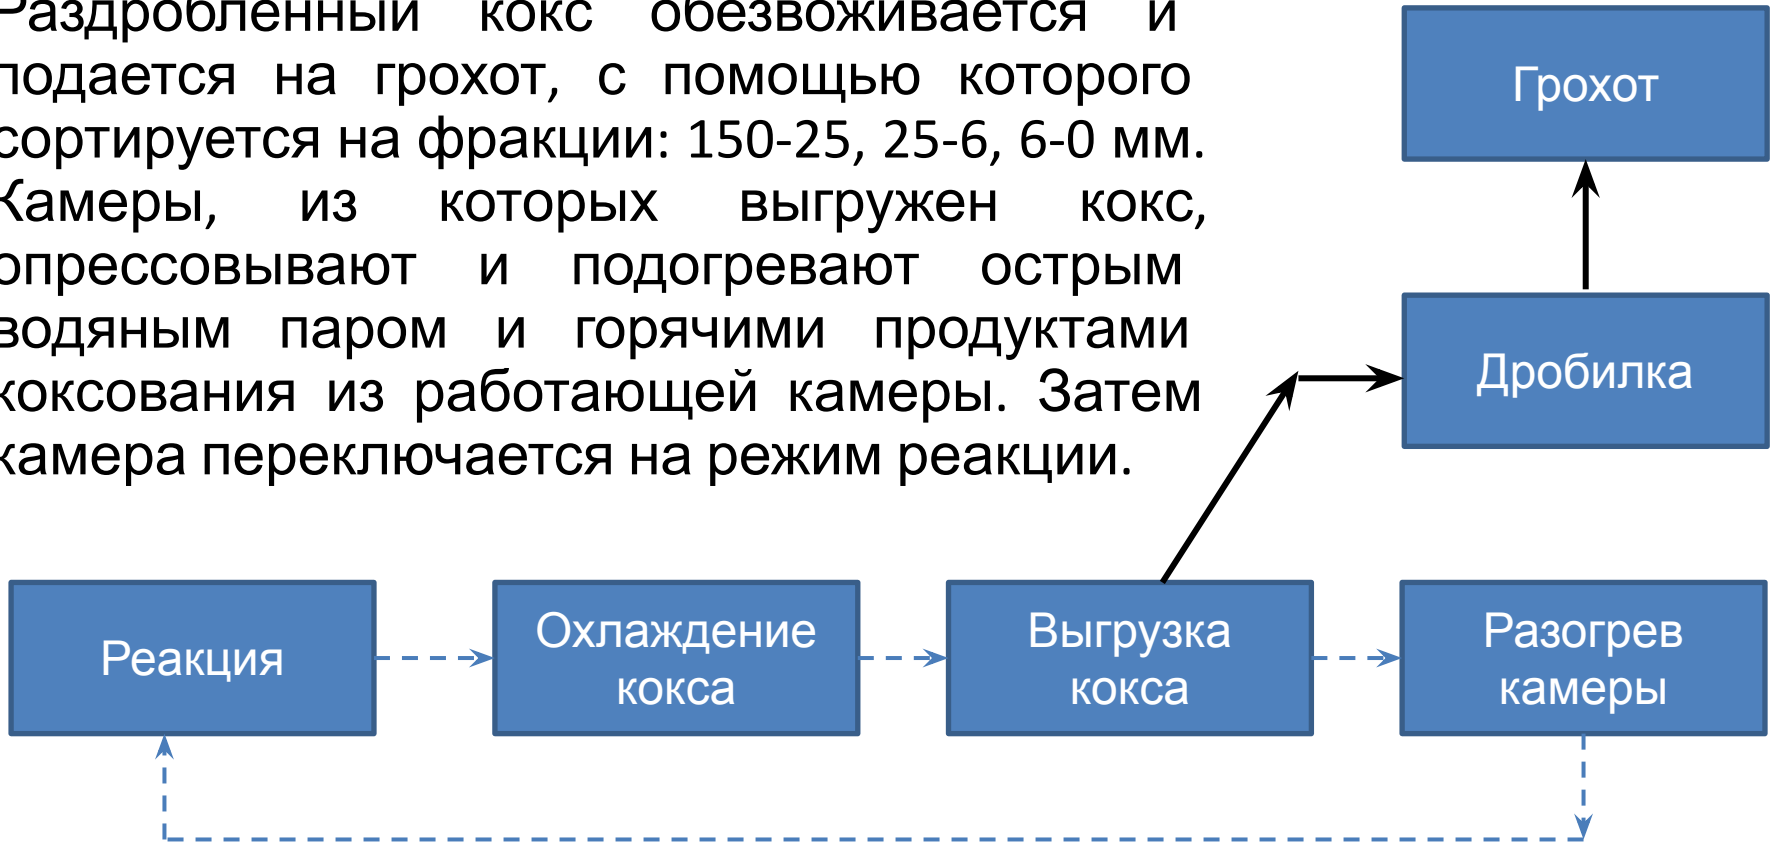 Раздробленный кокс обезвоживается и
подается на грохот, с помощью которого
сортируется на фракции: 150-25, 25-6, 6-0 мм.
Камеры, из которых выгружен кокс,
опрессовывают и подогревают острым
водяным паром и горячими продуктами
коксования из работающей камеры. Затем
камера переключается на режим реакции.
Грохот
Дробилка
Реакция
Охлаждение
кокса
Выгрузка
кокса
Разогрев
камеры